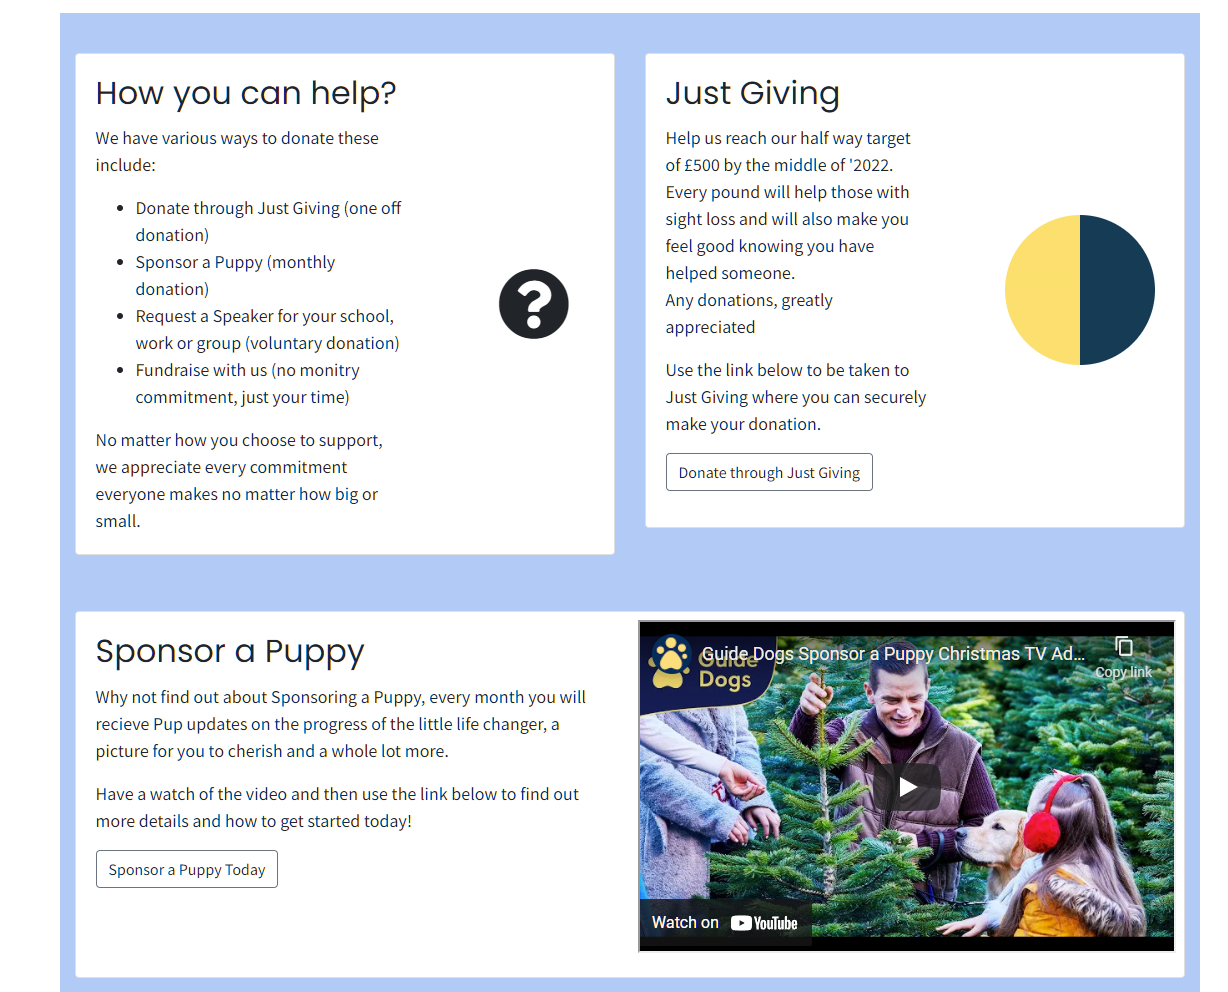 How you can help?
We have various ways to donate these
include:
Donate through Just Giving (one off
donation)
Sponsor a Puppy (monthly
donation)
Request a Speaker for your school,
work or group (voluntary donation)
Fundraise with us (no monitry
commitment, just your time)
No matter how you choose to support,
we appreciate every commitment
everyone makes no matter how big or
small.
Just Giving
Help us reach our half way target
of £500 by the middle of '2022.
Every pound will help those with
sight loss and will also make you
feel good knowing you have
helped someone.
Any donations, greatly
appreciated
Use the link below to be taken to
Just Giving where you can securely
make your donation.
Donate through Just Giving
Sponsor a Puppy
Why not find out about Sponsoring a Puppy, every month you will
recieve Pup updates on the progress of the little life changer, a
picture for you to cherish and a whole lot more.
Have a watch of the video and then use the link below to find out
more details and how to get started today!
Sponsor a Puppy Today
Guide Dogs Sponsor a Puppy Christmas TV Ad...
Copy link
Guide
Dogs
Watch on YouTube